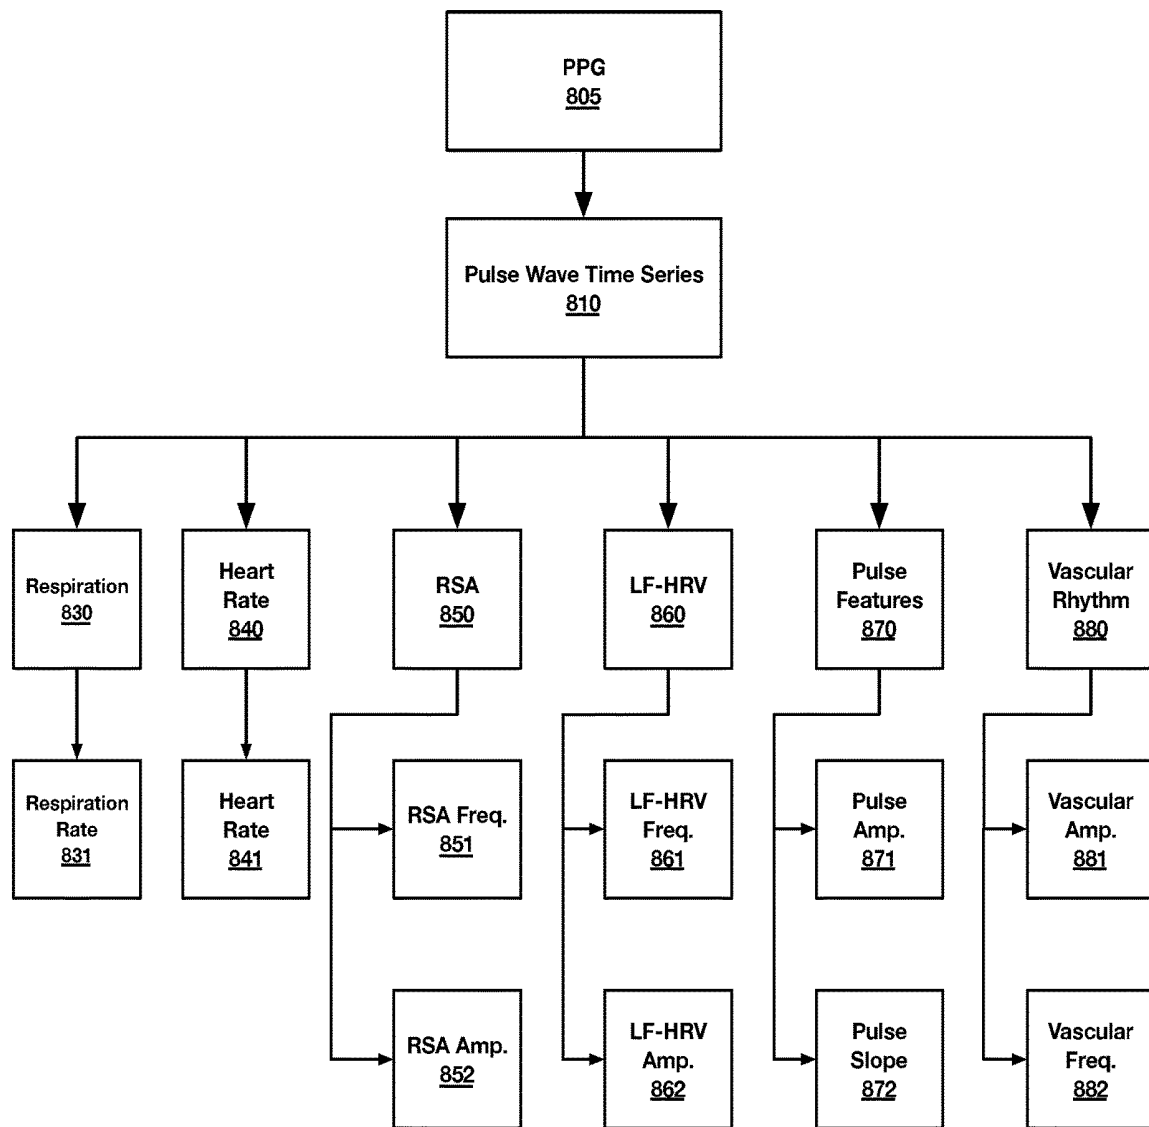 PPG
805
Pulse Wave Time Series
810
Respiration
830
Heart
Rate
840
RSA
850
LF-HRV
860
Pulse
Features
870
Vascular
Rhythm
880
Respiration
Rate
831
Heart
Rate
841
RSA Freq.
851
LF-HRV
Freq.
861
Pulse
Amp.
871
Vascular
Amp.
881
RSA Amp.
852
LF-HRV
Amp.
862
Pulse
Slope
872
Vascular
Freq.
882